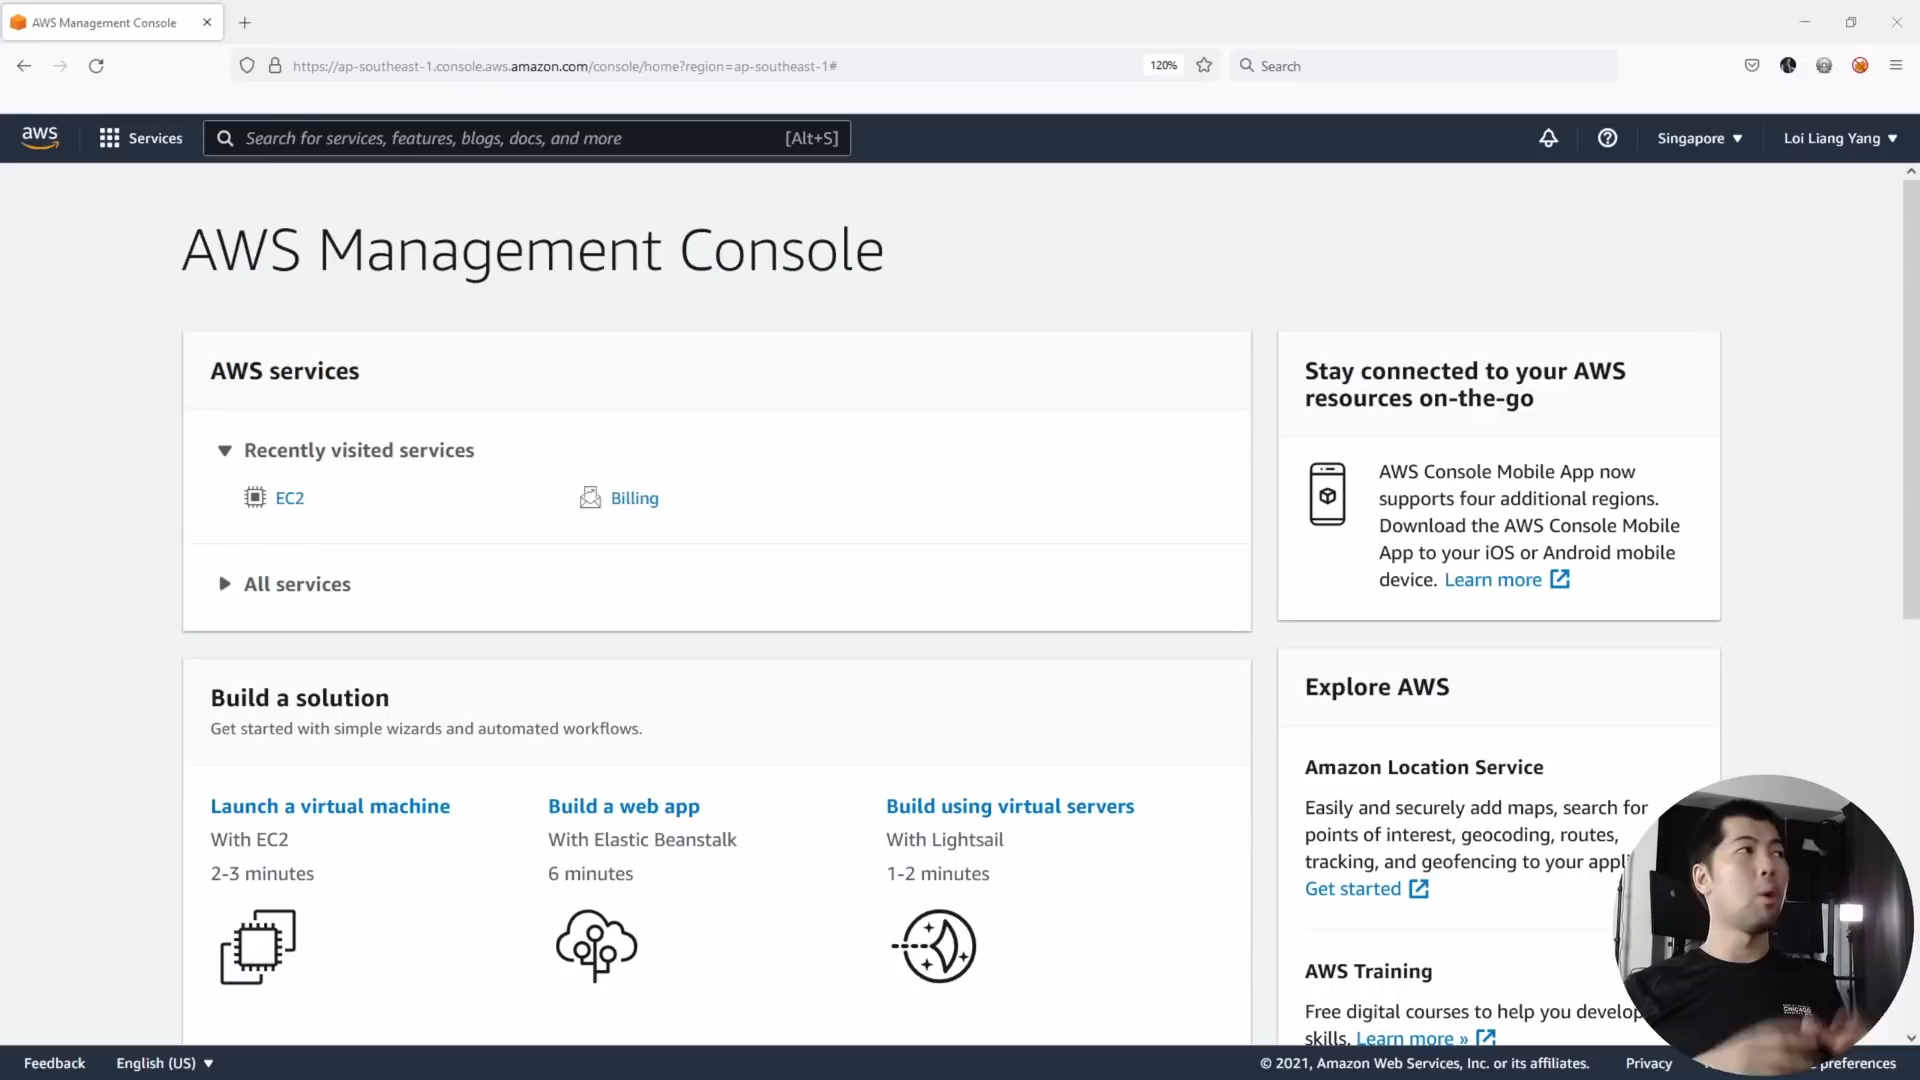 AWS Management Console
https://ap-southeast-1.console.aws.amazon.com/console/home?region=ap-southeast-1#
120%
Search
aws
Services
Search for services, features, blogs, docs, and more
[Alt+S]
Singapore
Loi Liang Yang
AWS Management Console
AWS services
Recently visited services
EC2
Billing
All services
Build a solution
Get started with simple wizards and automated workflows.
Launch a virtual machine
With EC2
2-3 minutes
Build a web app
With Elastic Beanstalk
6 minutes
Build using virtual servers
With Lightsail
1-2 minutes
Stay connected to your AWS
resources on-the-go
AWS Console Mobile App now
supports four additional regions.
Download the AWS Console Mobile
App to your iOS or Android mobile
device. Learn more
Explore AWS
Amazon Location Service
Easily and securely add maps, search for
points of interest, geocoding, routes,
tracking, and geofencing to your appli
Get started
AWS Training
Free digital courses to help you develop
skills. Learn more »
CHICAGO
Feedback
English (US)
© 2021, Amazon Web Services, Inc. or its affiliates.
Privacy
preferences